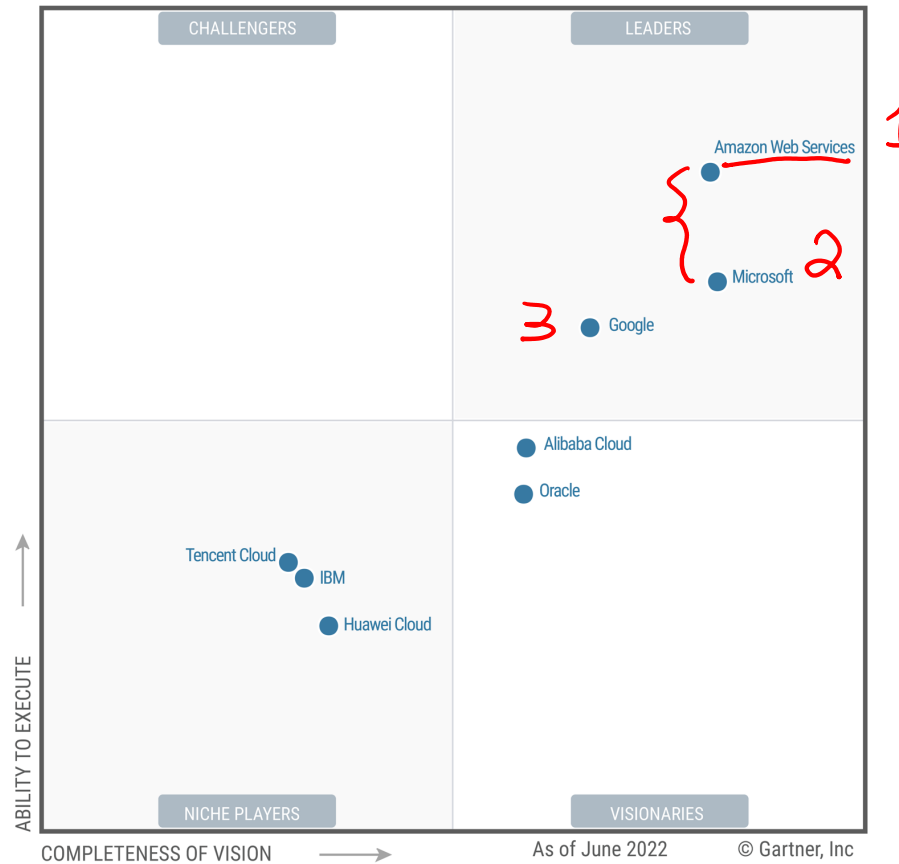 CHALLENGERS
LEADERS
1
Amazon Web Services
Microsoft 2
3 Google
Alibaba Cloud
Oracle
Tencent Cloud
IBM
Huawei Cloud
ABILITY TO EXECUTE
NICHE PLAYERS
VISIONARIES
COMPLETENESS OF VISION
As of June 2022
© Gartner, Inc